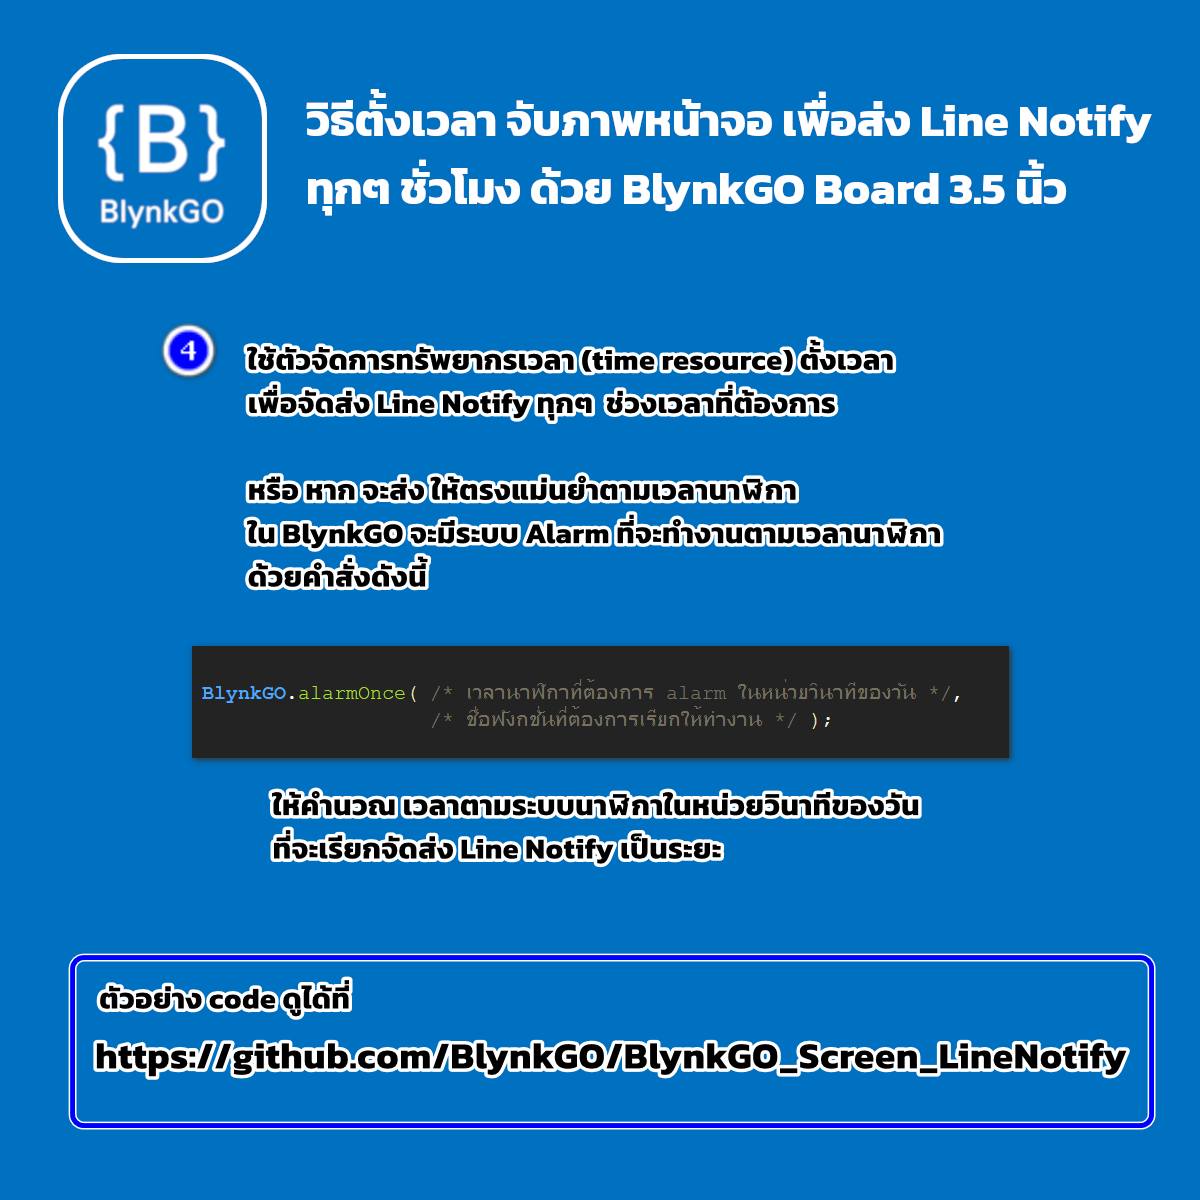 {B}
BlynkGO
วิธีตั้งเวลา จับภาพหน้าจอ เพื่อส่ง Line Notify
ทุกๆ ชั่วโมง ด้วย BlynkGO Board 3.5 นิ้ว
4
ใช้ตัวจัดการทรัพยากรเวลา (time resource) ตั้งเวลา
เพื่อจัดส่ง Line Notify ทุกๆ ช่วงเวลาที่ต้องการ
หรือ หาก จะส่ง ให้ตรงแม่นยำตามเวลานาฬิกา
ใน BlynkGO จะมีระบบ Alarm ที่จะทำงานตามเวลานาฬิกา
ด้วยคำสั่งดังนี้
BlynkGO.alarmOnce( /* เวลานาฬิกาที่ต้องการ alarm ในหน่วยวินาทีของวัน */,
/* ชื่อฟังก์ชั่นที่ต้องการเรียกให้ทำงาน */ );
ให้คำนวณ เวลาตามระบบนาฬิกาในหน่วยวินาทีของวัน
ที่จะเรียกจัดส่ง Line Notify เป็นระยะ
ตัวอย่าง code ดูได้ที่
https://github.com/BlynkGO/BlynkGO_Screen_LineNotify